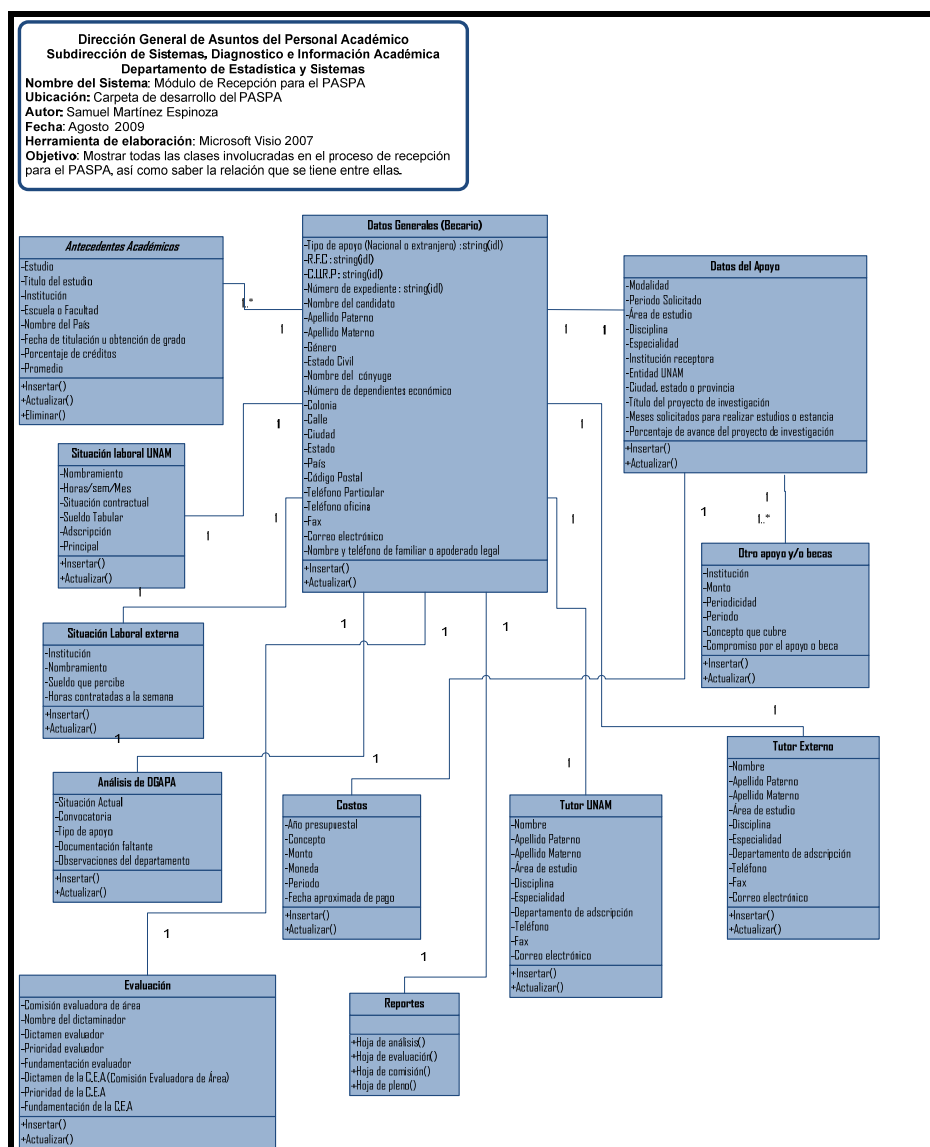 Dirección General de Asuntos del Personal Académico
Subdirección de Sistemas, Diagnostico e Información Académica
Departamento de Estadística y Sistemas
Nombre del Sistema: Módulo de Recepción para el PASPA
Ubicación: Carpeta de desarrollo del PASPA
Autor: Samuel Martínez Espinoza
Fecha: Agosto 2009
Herramienta de elaboración: Microsoft Visio 2007
Objetivo: Mostrar todas las clases involucradas en el proceso de recepción
para el PASPA, así como saber la relación que se tiene entre ellas.
Antecedentes Académicos
-Estudio
-Titulo del estudio
-Institución
-Escuela o Facultad
-Nombre del País
-Fecha de titulación u obtención de grado
-Porcentaje de créditos
-Promedio
+Insertar()
+Actualizar()
+Eliminar()
1..*
1
Datos Generales (Becario)
-Tipo de apoyo (Nacional o extranjero) : string(idl)
-R.F.C : string(idl)
-C.U.R.P : string(idl)
-Número de expediente : string(idl)
-Nombre del candidato
-Apellido Paterno
-Apellido Materno
-Género
-Estado Civil
-Nombre del cónyuge
-Número de dependientes económico
-Colonia
-Calle
-Ciudad
-Estado
-País
-Código Postal
-Teléfono Particular
-Teléfono oficina
-Fax
-Correo electrónico
-Nombre y teléfono de familiar o apoderado legal
+Insertar()
+Actualizar()
1
1
Datos del Apoyo
-Modalidad
-Periodo Solicitado
-Área de estudio
-Disciplina
-Especialidad
-Institución receptora
-Entidad UNAM
-Ciudad, estado o provincia
-Título del proyecto de investigación
-Meses solicitados para realizar estudios o estancia
-Porcentaje de avance del proyecto de investigación
+Insertar()
+Actualizar()
1
1
Situación laboral UNAM
-Nombramiento
-Horas/sem/Mes
-Situación contractual
-Sueldo Tabular
-Adscripción
-Principal
+Insertar()
+Actualizar()
1
1
1
1
1
1
1..*
Otro apoyo y/o becas
-Institución
-Monto
-Periodicidad
-Periodo
-Concepto que cubre
-Compromiso por el apoyo o beca
+Insertar()
+Actualizar()
1
Situación Laboral externa
-Institución
-Nombramiento
-Sueldo que percibe
-Horas contratadas a la semana
+Insertar()
+Actualizar()
1
1
1
1
1
1
1
Análisis de DGAPA
-Situación Actual
-Convocatoria
-Tipo de apoyo
-Documentación faltante
-Observaciones del departamento
+Insertar()
+Actualizar()
Costos
-Año presupuestal
-Concepto
-Monto
-Moneda
-Periodo
-Fecha aproximada de pago
+Insertar()
+Actualizar()
Tutor UNAM
-Nombre
-Apellido Paterno
-Apellido Materno
-Área de estudio
-Disciplina
-Especialidad
-Departamento de adscripción
-Teléfono
-Fax
-Correo electrónico
+Insertar()
+Actualizar()
Tutor Externo
-Nombre
-Apellido Paterno
-Apellido Materno
-Área de estudio
-Disciplina
-Especialidad
-Departamento de adscripción
-Teléfono
-Fax
-Correo electrónico
+Insertar()
+Actualizar()
1
1
Evaluación
-Comisión evaluadora de área
-Nombre del dictaminador
-Dictamen evaluador
-Prioridad evaluador
-Fundamentación evaluador
-Dictamen de la C.E.A (Comisión Evaluadora de Área)
-Prioridad de la C.E.A
-Fundamentación de la C.E.A
+Insertar()
+Actualizar()
Reportes
+Hoja de análisis()
+Hoja de evaluación()
+Hoja de comisión()
+Hoja de pleno()